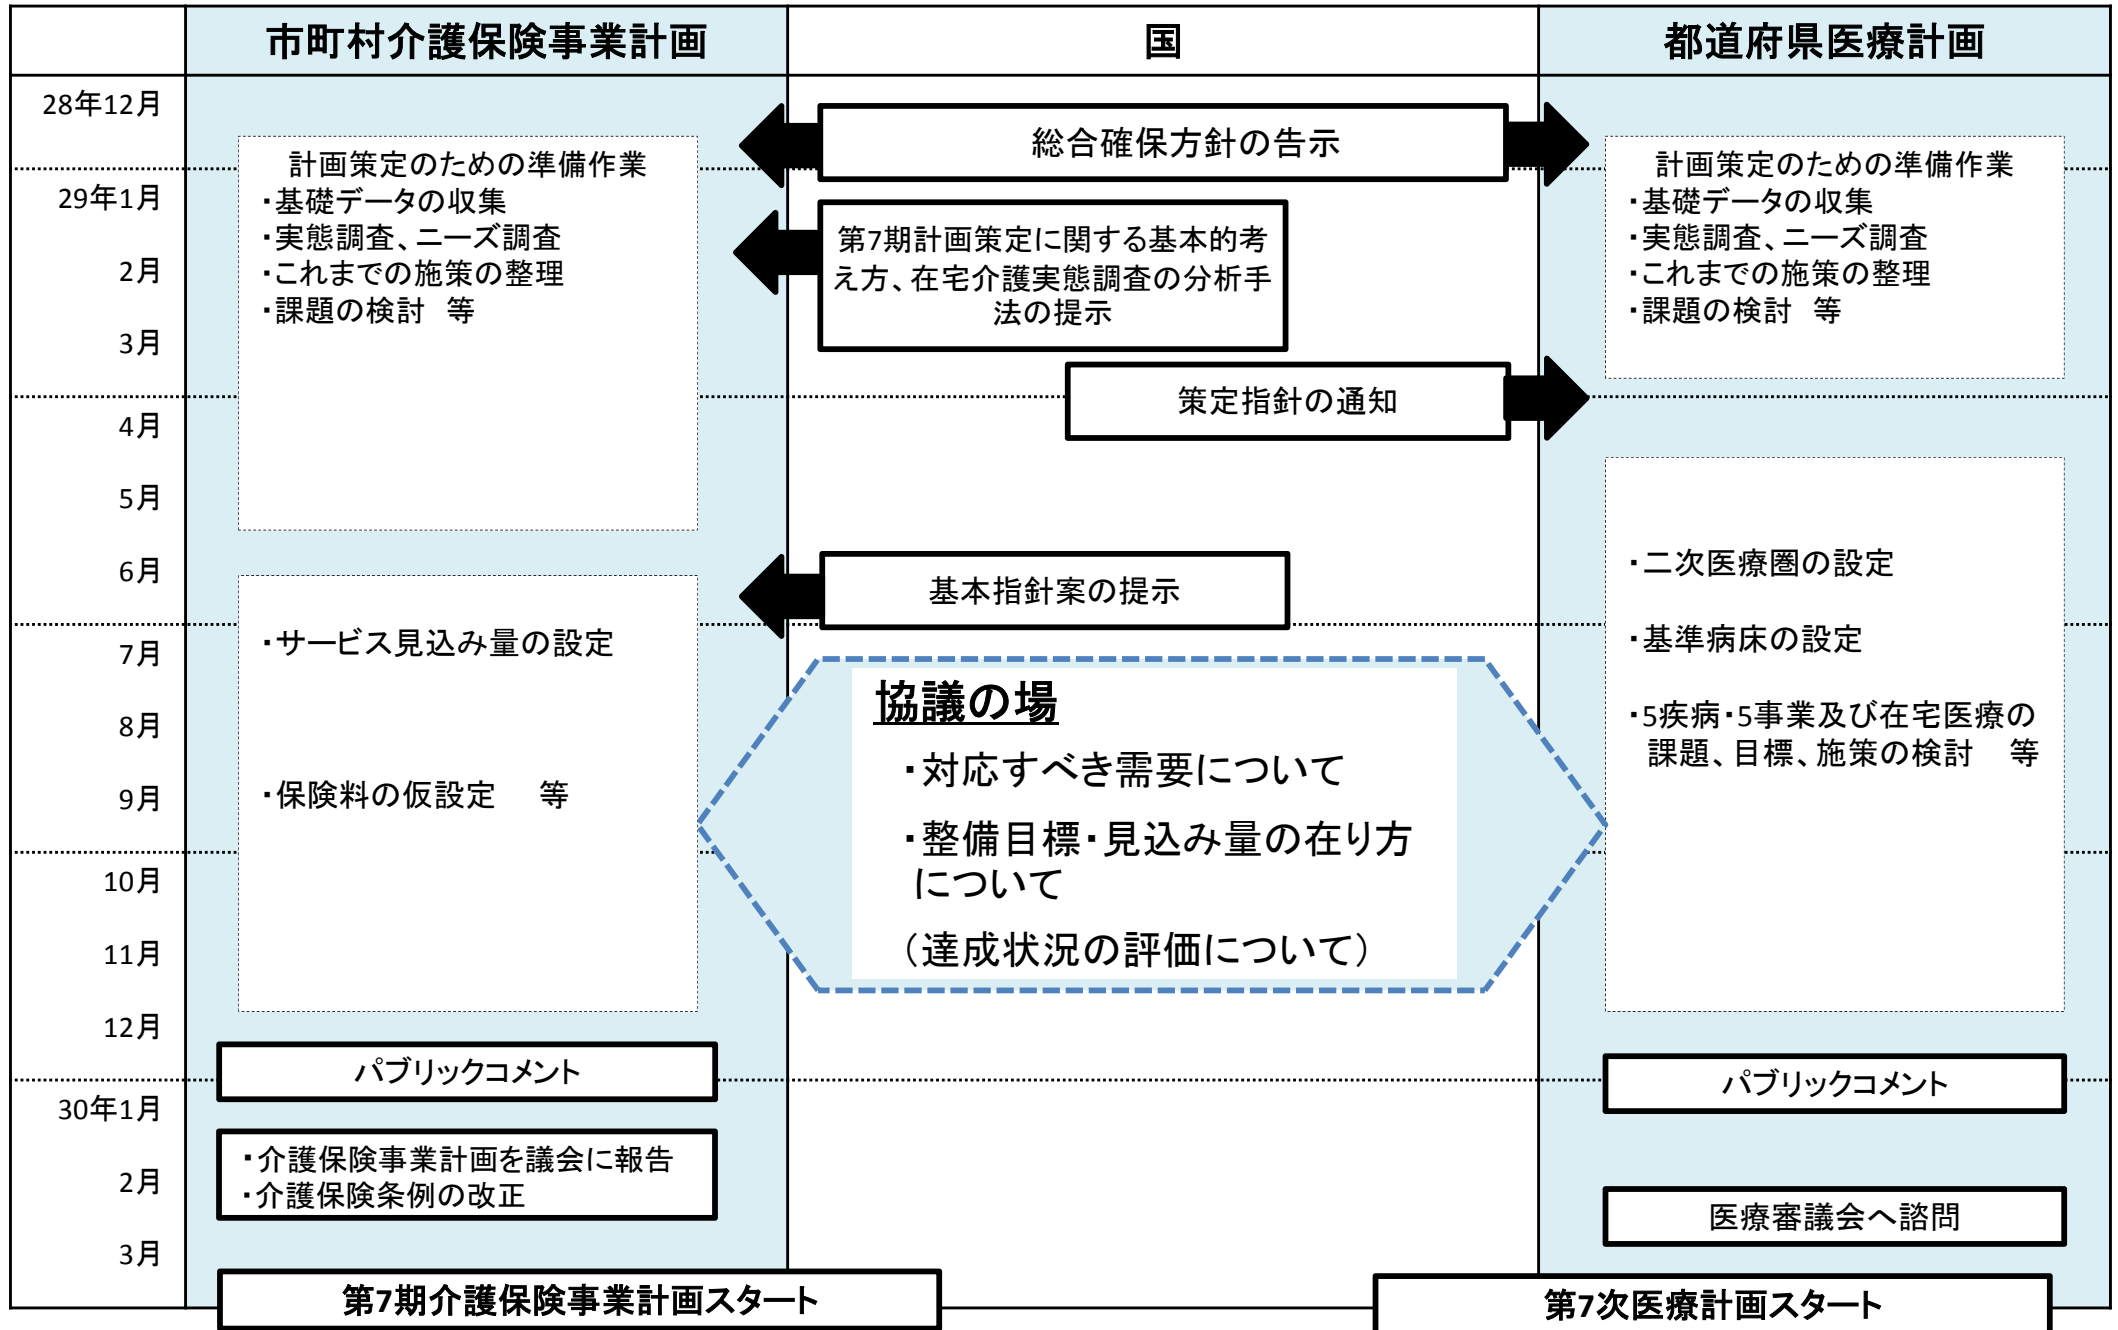 市町村介護保険事業計画
国
都道府県医療計画
28年12月
29年1月
2月
3月
4月
5月
6月
7月
8月
9月
10月
11月
12月
30年1月
2月
3月
計画策定のための準備作業
・基礎データの収集
・実態調査、ニーズ調査
・これまでの施策の整理
・課題の検討　等
・サービス見込み量の設定
・保険料の仮設定　等
パブリックコメント
・介護保険事業計画を議会に報告
・介護保険条例の改正
第7期介護保険事業計画スタート
総合確保方針の告示
第7期計画策定に関する基本的考
え方、在宅介護実態調査の分析手
法の提示
策定指針の通知
基本指針案の提示
協議の場
・対応すべき需要について
・整備目標・見込み量の在り方
について
（達成状況の評価について）
計画策定のための準備作業
・基礎データの収集
・実態調査、ニーズ調査
・これまでの施策の整理
・課題の検討　等
・二次医療圏の設定
・基準病床の設定
・5疾病・5事業及び在宅医療の
課題、目標、施策の検討　等
パブリックコメント
医療審議会へ諮問
第7次医療計画スタート